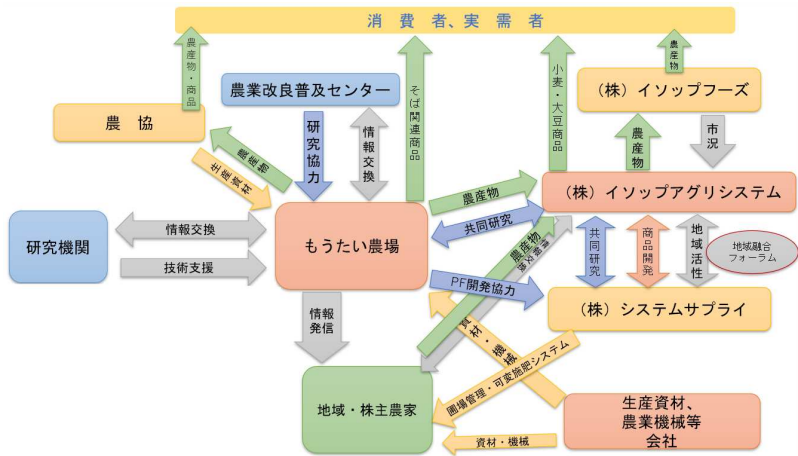 消費者、実需者
農産物・商品
農業改良普及センター
そば関連商品
小麦・大豆商品
農産物
（株）イソップフーズ
農協
研究協力
情報交換
農産物
市況
農産物
生産資材
（株）イソップアグリシステム
農産物
共同研究
研究機関
情報交換
技術支援
もうたい農場
農産物
情報交換
共同研究
商品開発
地域活性
地域融合
フォーラム
PF開発協力
（株）システムサプライ
情報
発信
資材・機械
圃場管理・可変施肥システム
地域・株主農家
生産資材、
農業機械等
会社
資材・機械